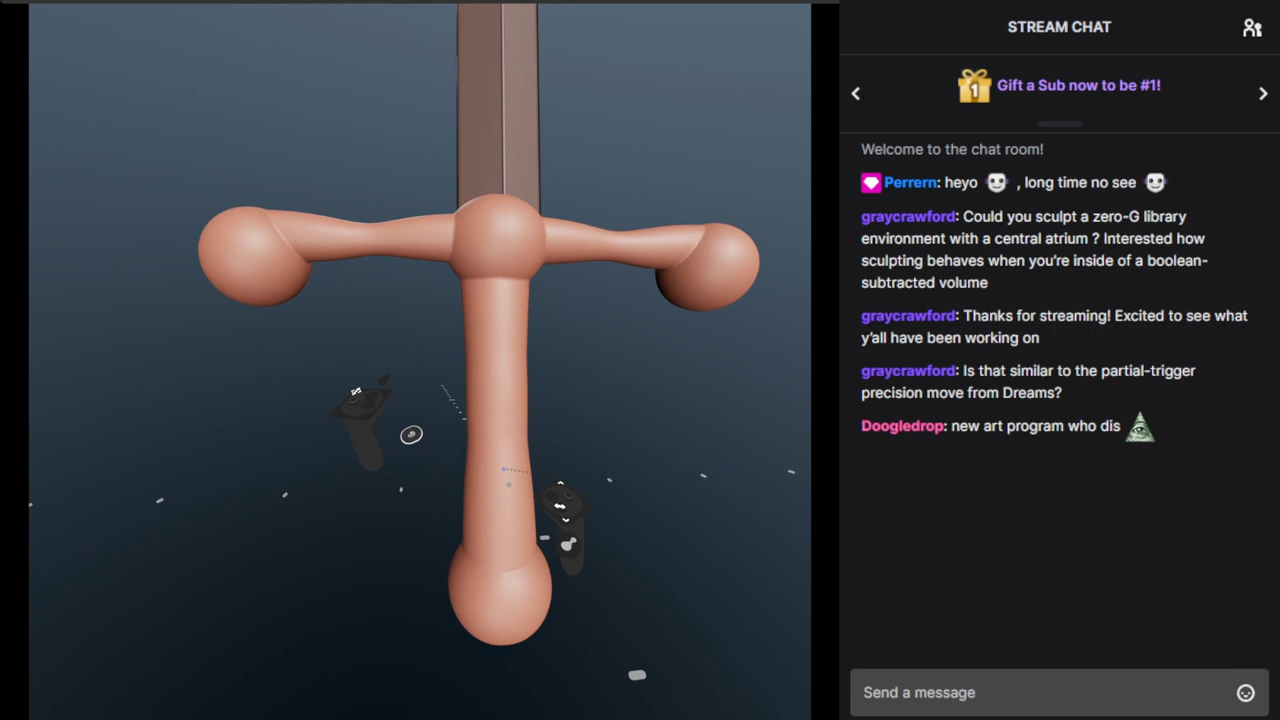 STREAM CHAT
1
Gift a Sub now to be #1!
Welcome to the chat room!
Perrern: heyo , long time no see
graycrawford: Could you sculpt a zero-G library
environment with a central atrium ? Interested how
sculpting behaves when you're inside of a boolean-
subtracted volume
graycrawford: Thanks for streaming! Excited to see what
y'all have been working on
graycrawford: Is that similar to the partial-trigger
precision move from Dreams?
Doogledrop: new art program who dis
Send a message